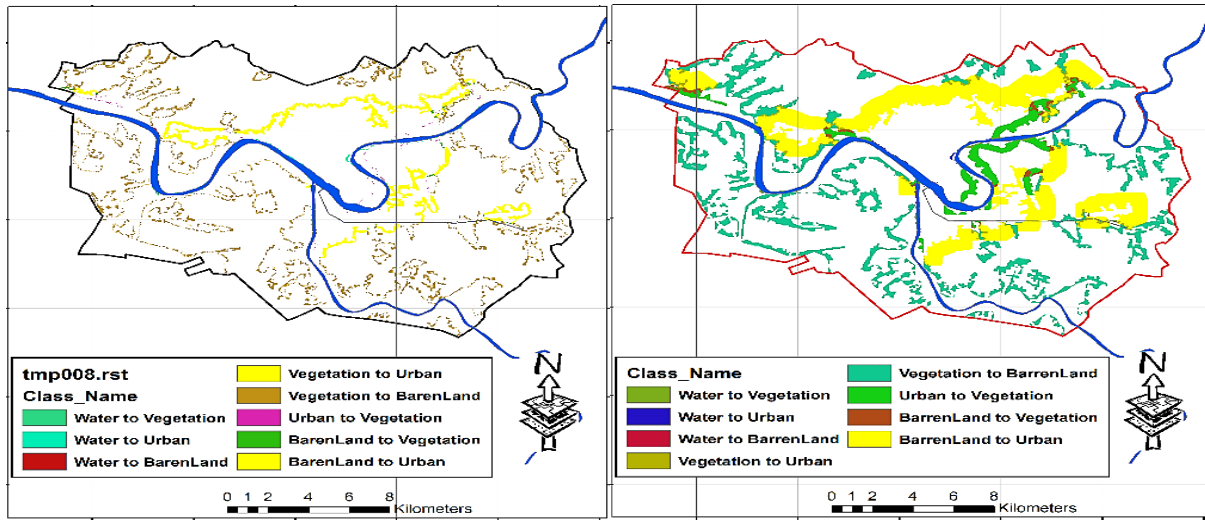 N
tmp008.rst
Class_Name
Water to Vegetation
Water to Urban
Water to BarenLand
Vegetation to Urban
Vegetation to BarenLand
Urban to Vegetation
BarenLand to Vegetation
BarenLand to Urban
0 1 2 4 6 8
Kilometers
N
Class_Name
Water to Vegetation
Water to Urban
Water to BarrenLand
Vegetation to Urban
Vegetation to BarrenLand
Urban to Vegetation
BarrenLand to Vegetation
BarrenLand to Urban
0 1 2 4 6 8
Kilometers